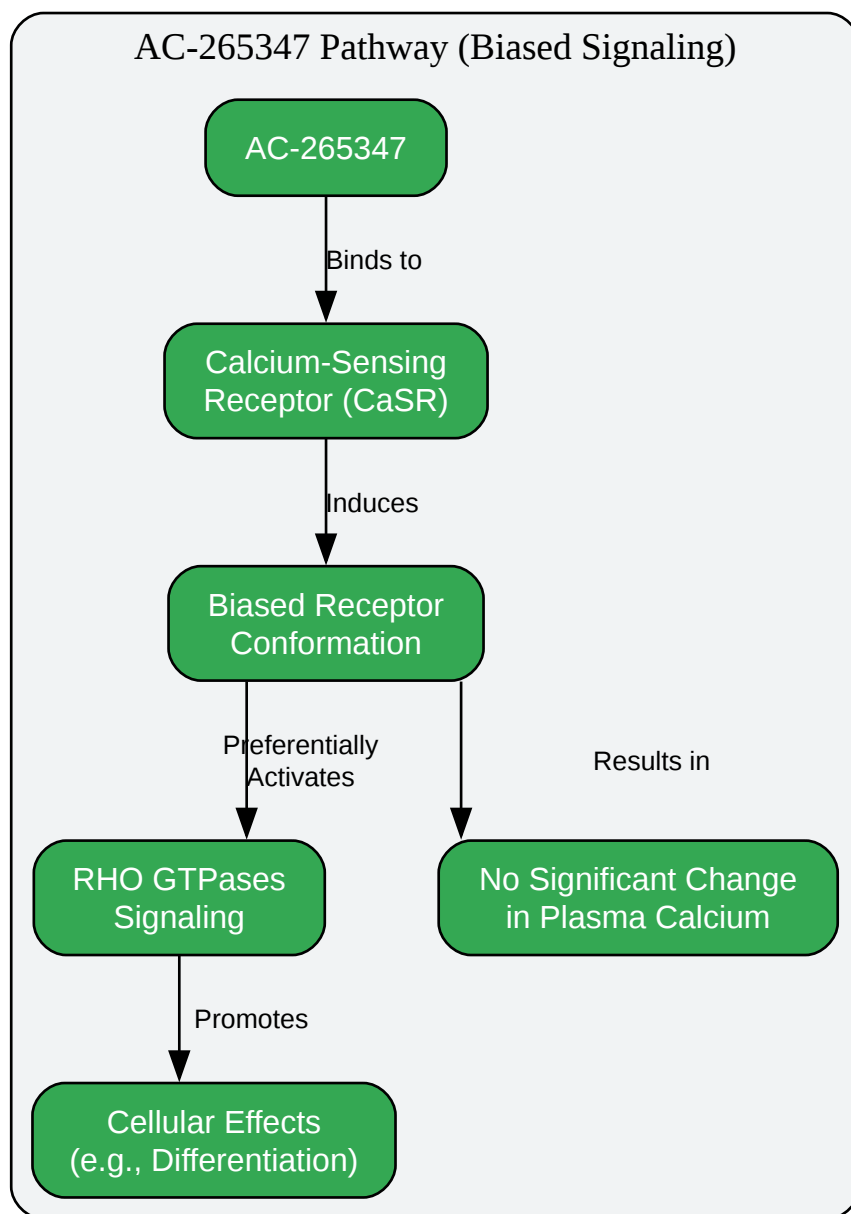 AC-265347 Pathway (Biased Signaling)
AC-265347
Binds to
Calcium-Sensing
Receptor (CaSR)
Induces
Biased Receptor
Conformation
Preferentially
Activates
Results in
RHO GTPases
Signaling
No Significant Change
in Plasma Calcium
Promotes
Cellular Effects
(e.g., Differentiation)